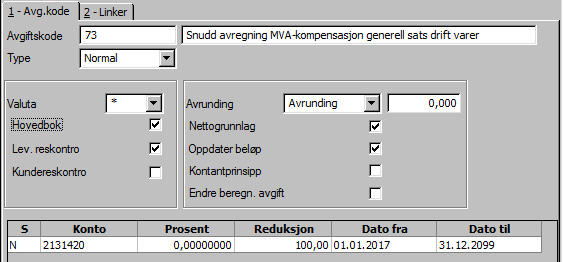 1 - Avg.kode 2 - Linker
Avgiftskode 73 Snudd avregning MVA-kompensasjon generell sats drift varer
Type Normal
Valuta * Avrunding Avrunding 0,000
Hovedbok Nettogrunnlag
Lev. reskontro Oppdater beløp
Kundereskontro Kontantprinsipp
Endre beregn. avgift
S Konto Prosent Reduksjon Dato fra Dato til
N 2131420 0,00000000 100,00 01.01.2017 31.12.2099